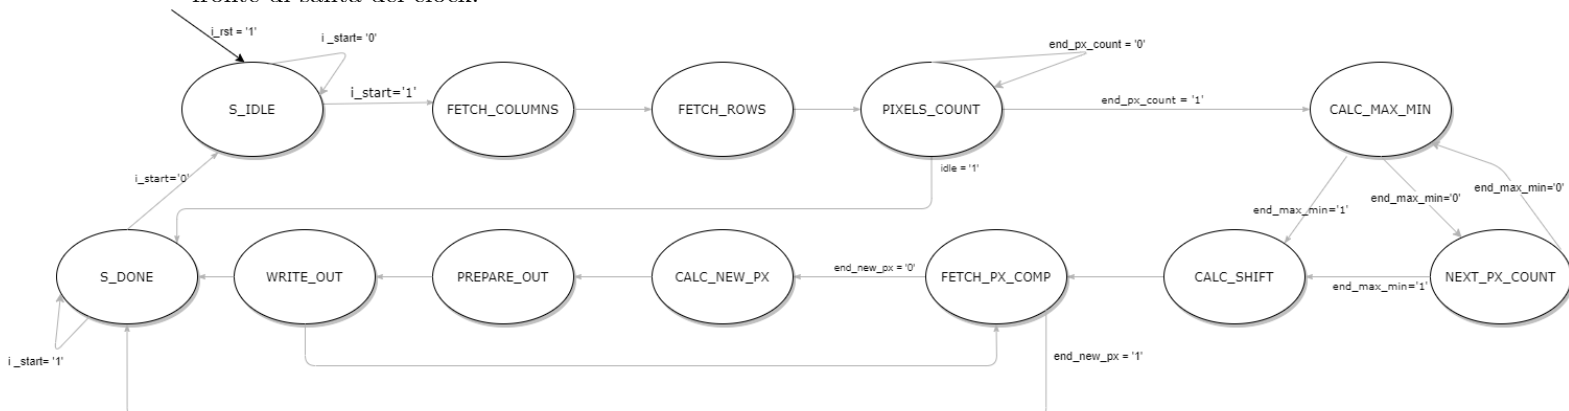 fronte di salita del clock.
i_rst = '1'
i _start= '0'
end_px_count = '0'
S_IDLE
i_start='1'
FETCH_COLUMNS
FETCH_ROWS
PIXELS_COUNT
end_px_count = '1'
CALC_MAX_MIN
i_start='0'
idle = '1'
end_max_min='1'
end_max_min='0'
end_max_min='0'
S_DONE
WRITE_OUT
PREPARE_OUT
CALC_NEW_PX
end_new_px = '0'
FETCH_PX_COMP
CALC_SHIFT
end_max_min='1'
NEXT_PX_COUNT
i _start= '1'
end_new_px = '1'